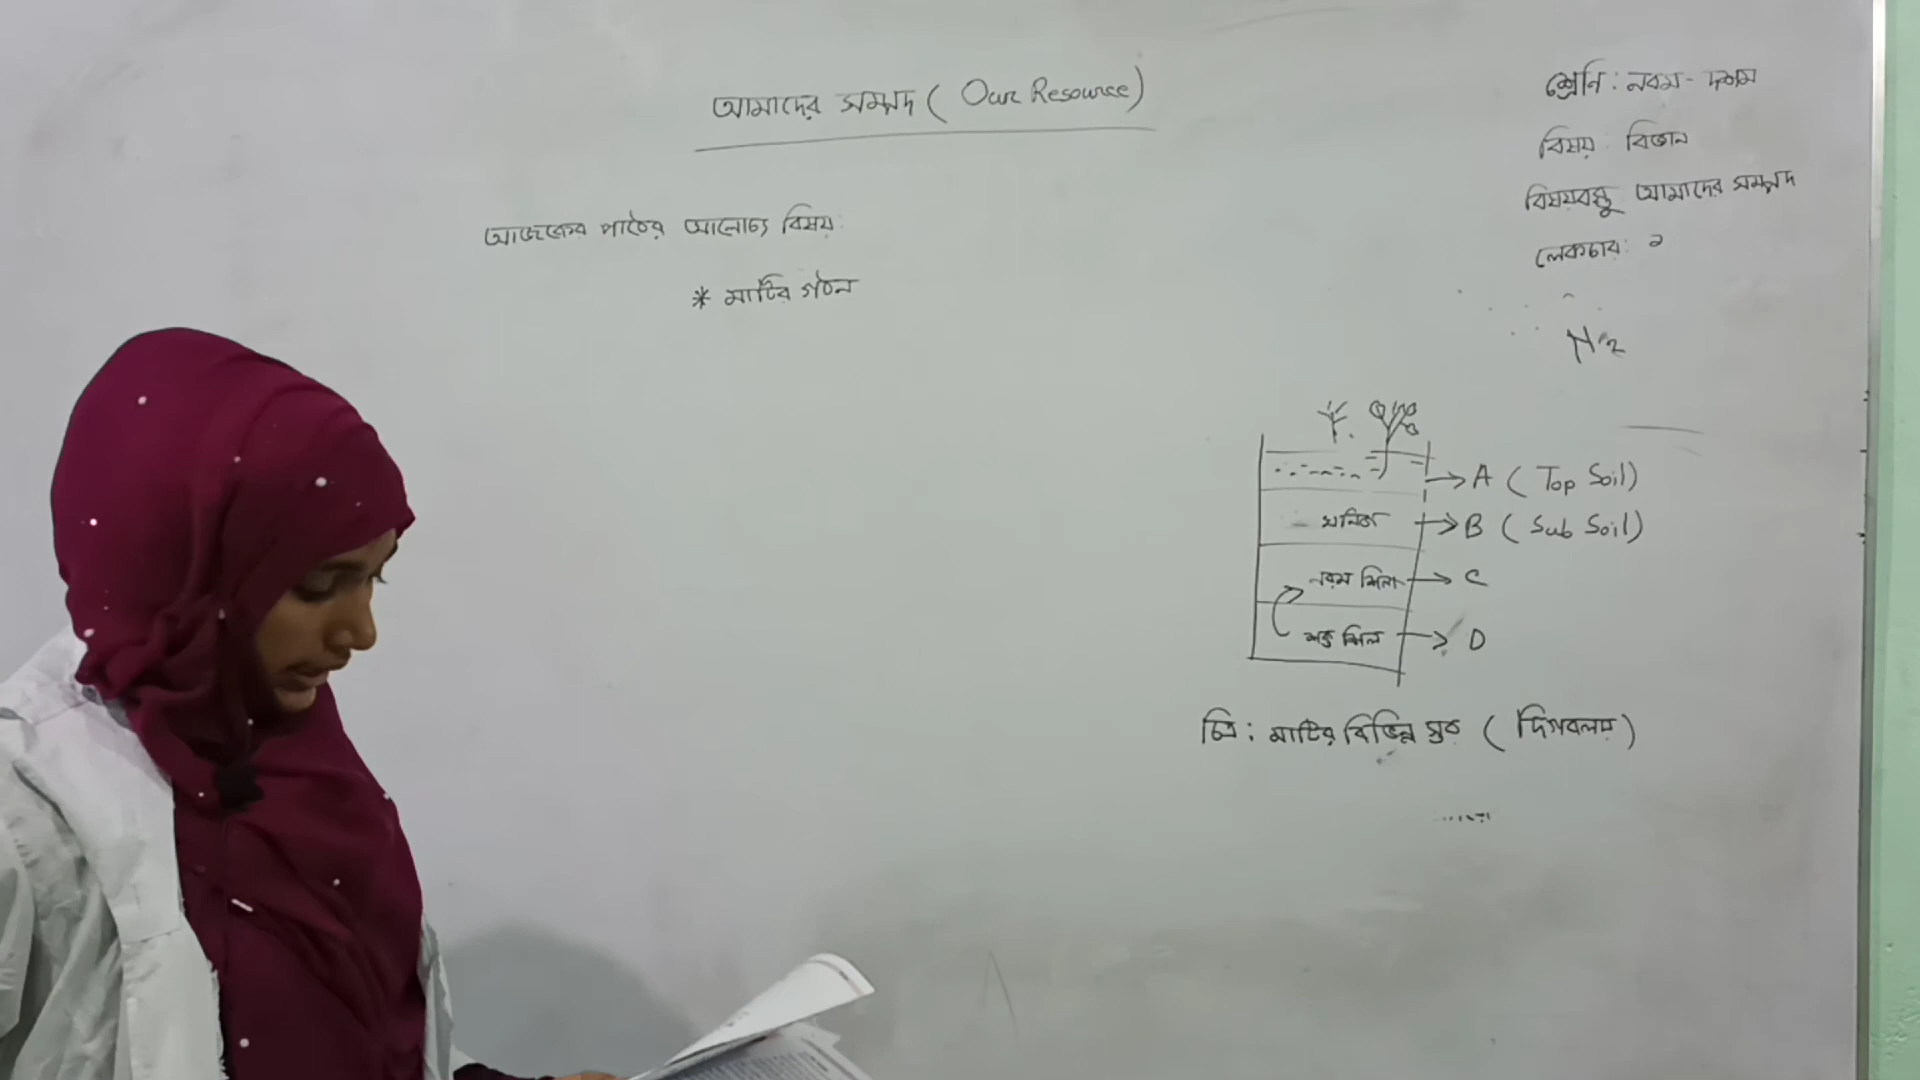 আমাদের সম্পদ ( Our Resource)
শ্রেণি : নবম - দশম
বিষয় বিজ্ঞান
বিষয়বস্তু আমাদের সম্পদ
লেকচার: ২
আজকের পাঠের আলোচ্য বিষয়:
* মাটির গঠন
A ( Top Soil)
খনিজ B ( Sub Soil)
নরম শিলা C
শক্ত শিলা D
চিত্র : মাটির বিভিন্ন স্তর ( দিগবলয় )